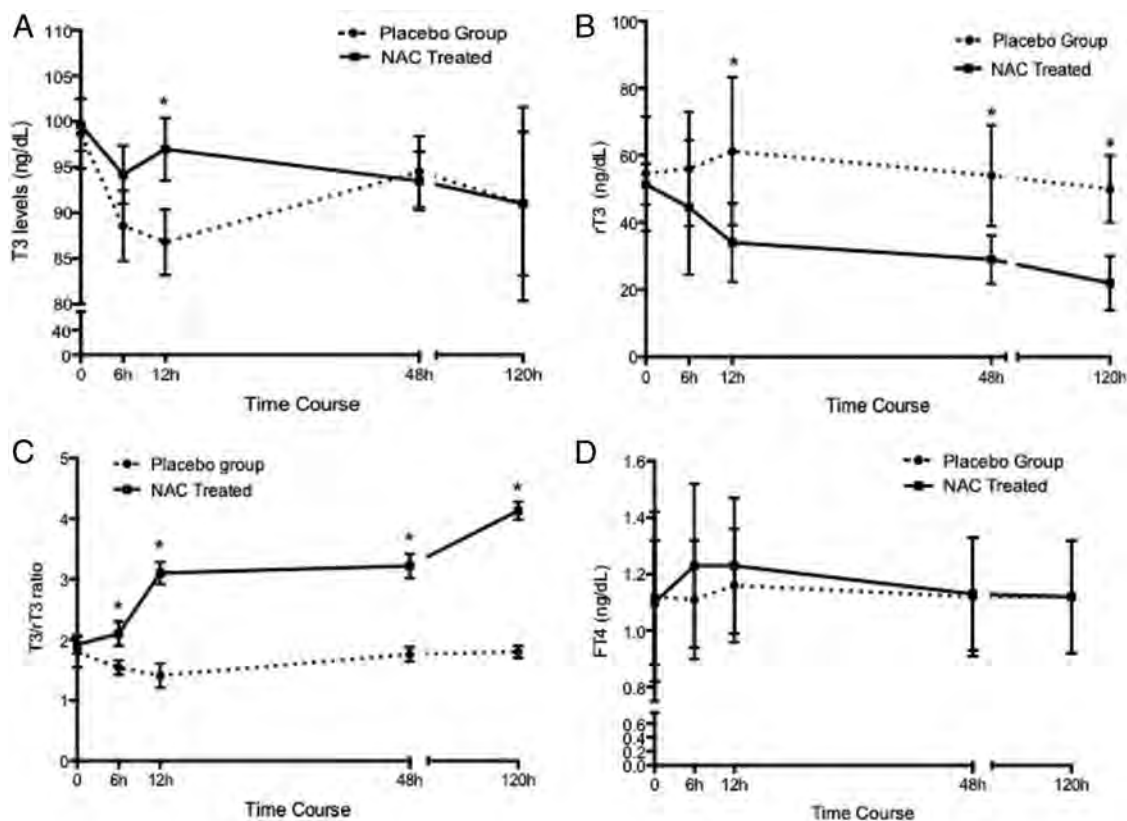 A
T3 levels (ng/dL)
110
105
100
95
90
85
80
40
0
Placebo Group
NAC Treated
*
0 6h 12h 48h 120h
Time Course
B
rT3 (ng/dL)
100
80
60
40
20
0
Placebo Group
NAC Treated
* * *
0 6h 12h 48h 120h
Time Course
C
T3/rT3 ratio
5
4
3
2
1
0
Placebo group
NAC Treated
* * * *
0 6h 12h 48h 120h
Time Course
D
FT4 (ng/dL)
1.6
1.4
1.2
1.0
0.8
0.6
0.4
0.2
0.0
Placebo Group
NAC Treated
0 6h 12h 48h 120h
Time Course